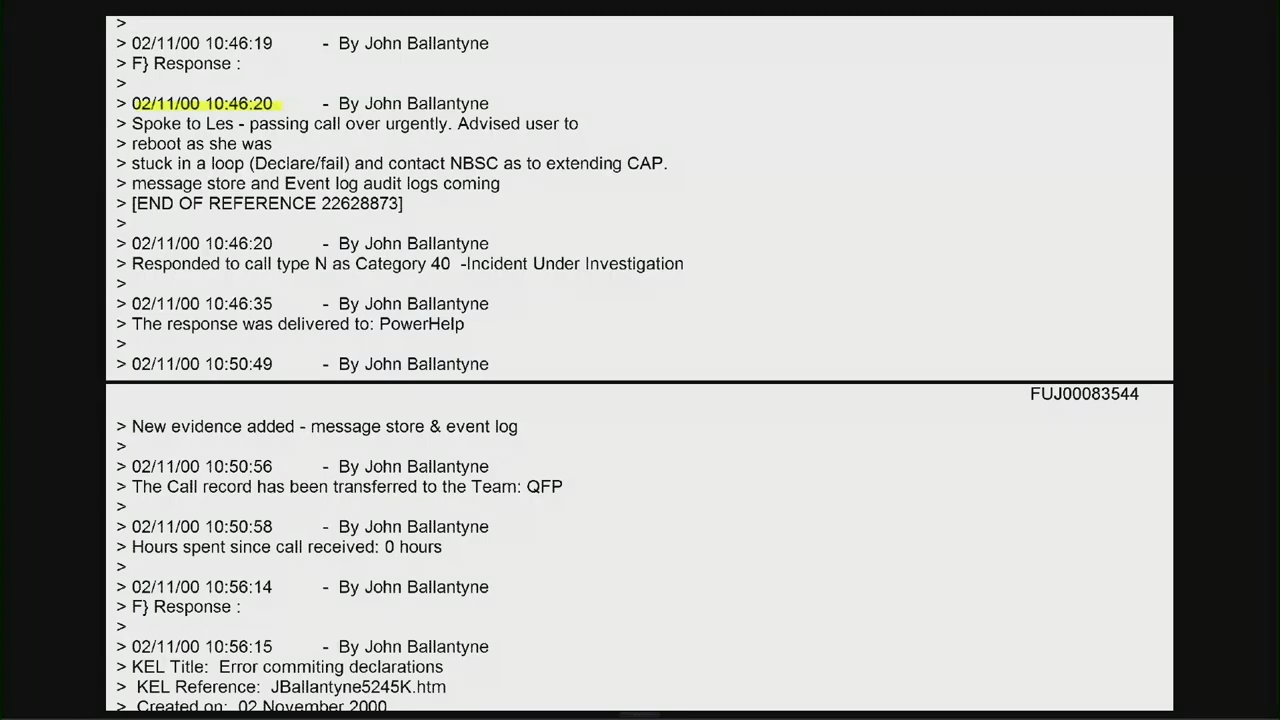 >
> 02/11/00 10:46:19 - By John Ballantyne
> F} Response :
>
> 02/11/00 10:46:20 - By John Ballantyne
> Spoke to Les - passing call over urgently. Advised user to
> reboot as she was
> stuck in a loop (Declare/fail) and contact NBSC as to extending CAP.
> message store and Event log audit logs coming
> [END OF REFERENCE 22628873]
>
> 02/11/00 10:46:20 - By John Ballantyne
> Responded to call type N as Category 40 -Incident Under Investigation
>
> 02/11/00 10:46:35 - By John Ballantyne
> The response was delivered to: PowerHelp
>
> 02/11/00 10:50:49 - By John Ballantyne
FUJ00083544
> New evidence added - message store & event log
>
> 02/11/00 10:50:56 - By John Ballantyne
> The Call record has been transferred to the Team: QFP
>
> 02/11/00 10:50:58 - By John Ballantyne
> Hours spent since call received: 0 hours
>
> 02/11/00 10:56:14 - By John Ballantyne
> F} Response :
>
> 02/11/00 10:56:15 - By John Ballantyne
> KEL Title: Error commiting declarations
> KEL Reference: JBallantyne5245K.htm
> Created on: 02 November 2000